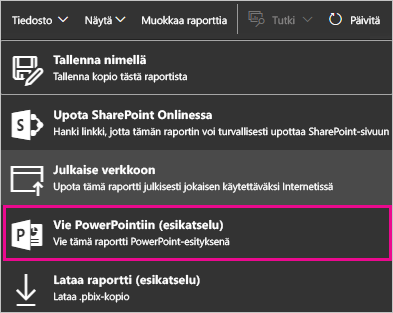 Tiedosto Näytä Muokkaa raporttia Tutki Päivitä
Tallenna nimellä
Tallenna kopio tästä raportista
Upota SharePoint Onlinessa
Hanki linkki, jotta tämän raportin voi turvallisesti upottaa SharePoint-sivuun
Julkaise verkkoon
Upota tämä raportti julkisesti jokaisen käytettäväksi Internetissä
Vie PowerPointiin (esikatselu)
Vie tämä raportti PowerPoint-esityksenä
Lataa raportti (esikatselu)
Lataa .pbix-kopio